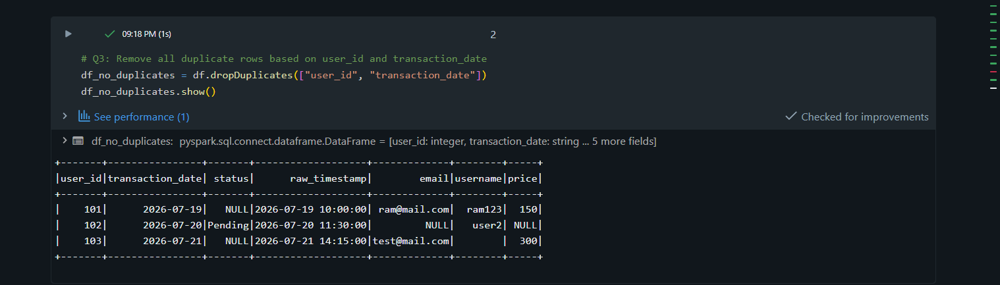 09:18 PM (1s)
2
# Q3: Remove all duplicate rows based on user_id and transaction_date
df_no_duplicates = df.dropDuplicates(["user_id", "transaction_date"])
df_no_duplicates.show()
See performance (1)
Checked for improvements
df_no_duplicates: pyspark.sql.connect.dataframe.DataFrame = [user_id: integer, transaction_date: string ... 5 more fields]
+-------+----------------+-------+-------------------+-------------+--------+-----+
|user_id|transaction_date| status|      raw_timestamp|        email|username|price|
+-------+----------------+-------+-------------------+-------------+--------+-----+
|    101|      2026-07-19|   NULL|2026-07-19 10:00:00| ram@mail.com|  ram123|  150|
|    102|      2026-07-20|Pending|2026-07-20 11:30:00|         NULL|   user2| NULL|
|    103|      2026-07-21|   NULL|2026-07-21 14:15:00|test@mail.com|        |  300|
+-------+----------------+-------+-------------------+-------------+--------+-----+